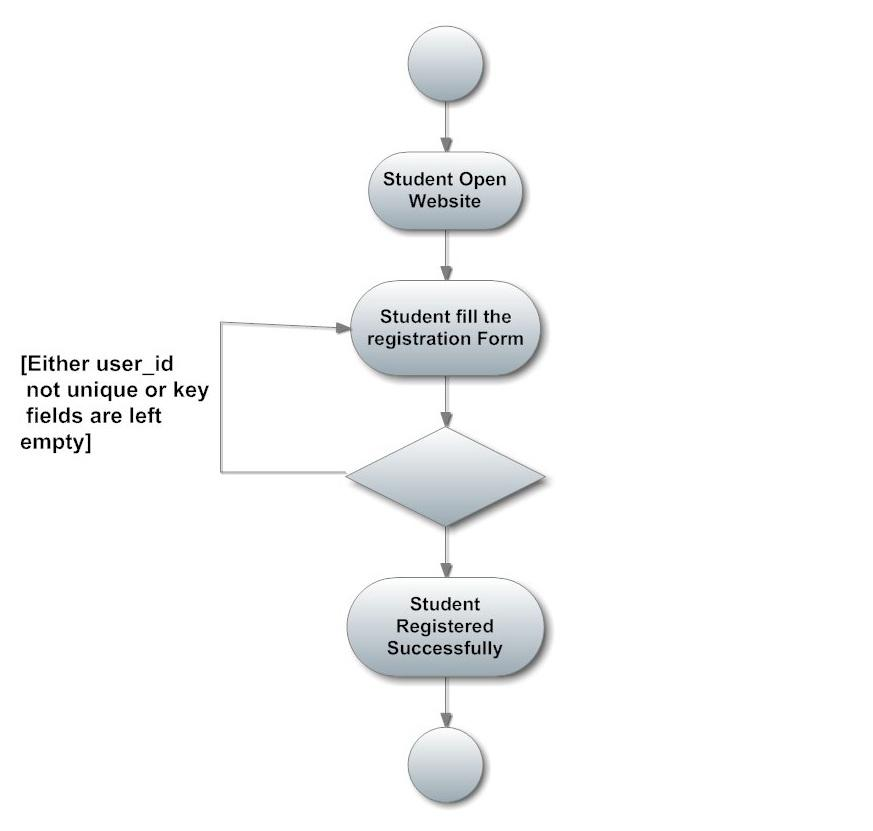 Student Open
Website
Student fill the
registration Form
[Either user_id
not unique or key
fields are left
empty]
Student
Registered
Successfully